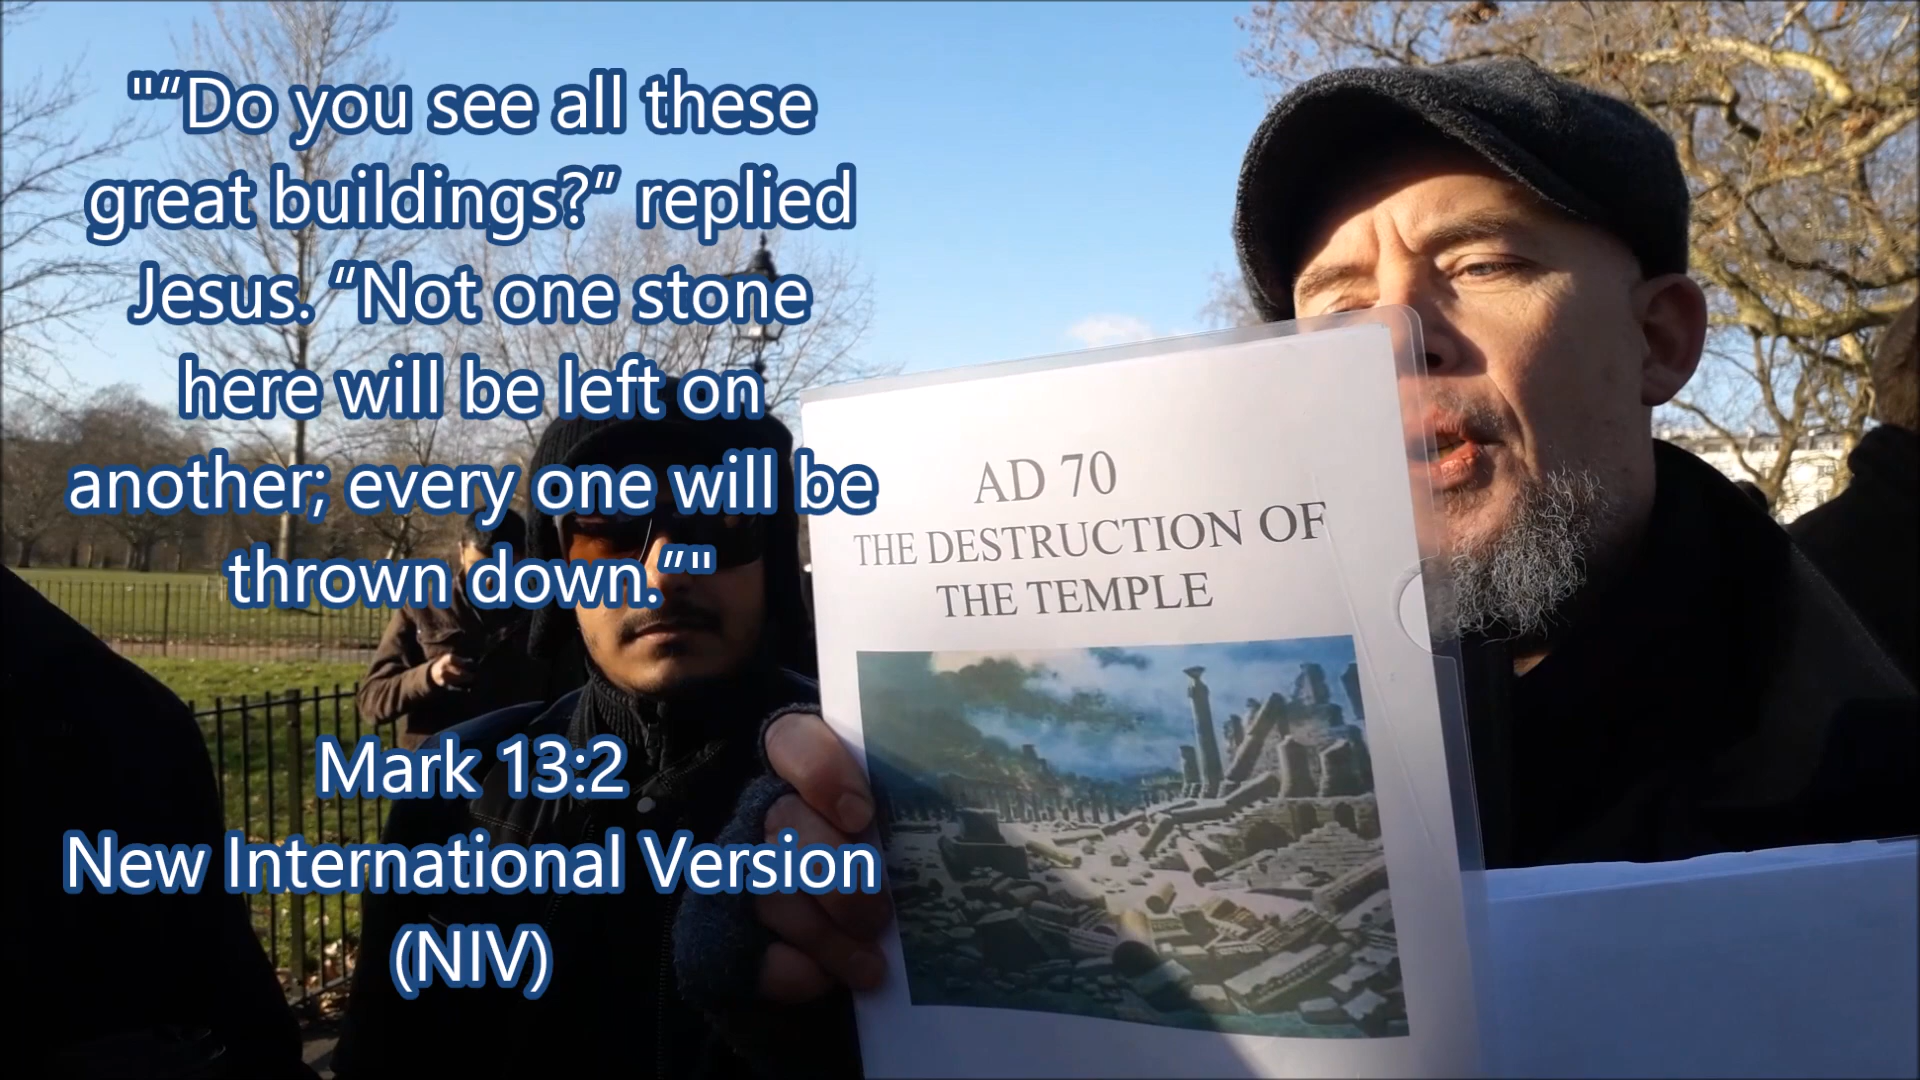 "“Do you see all these
great buildings?” replied
Jesus. “Not one stone
here will be left on
another; every one will be
thrown down.”"
Mark 13:2
New International Version
(NIV)
AD 70
THE DESTRUCTION OF
THE TEMPLE